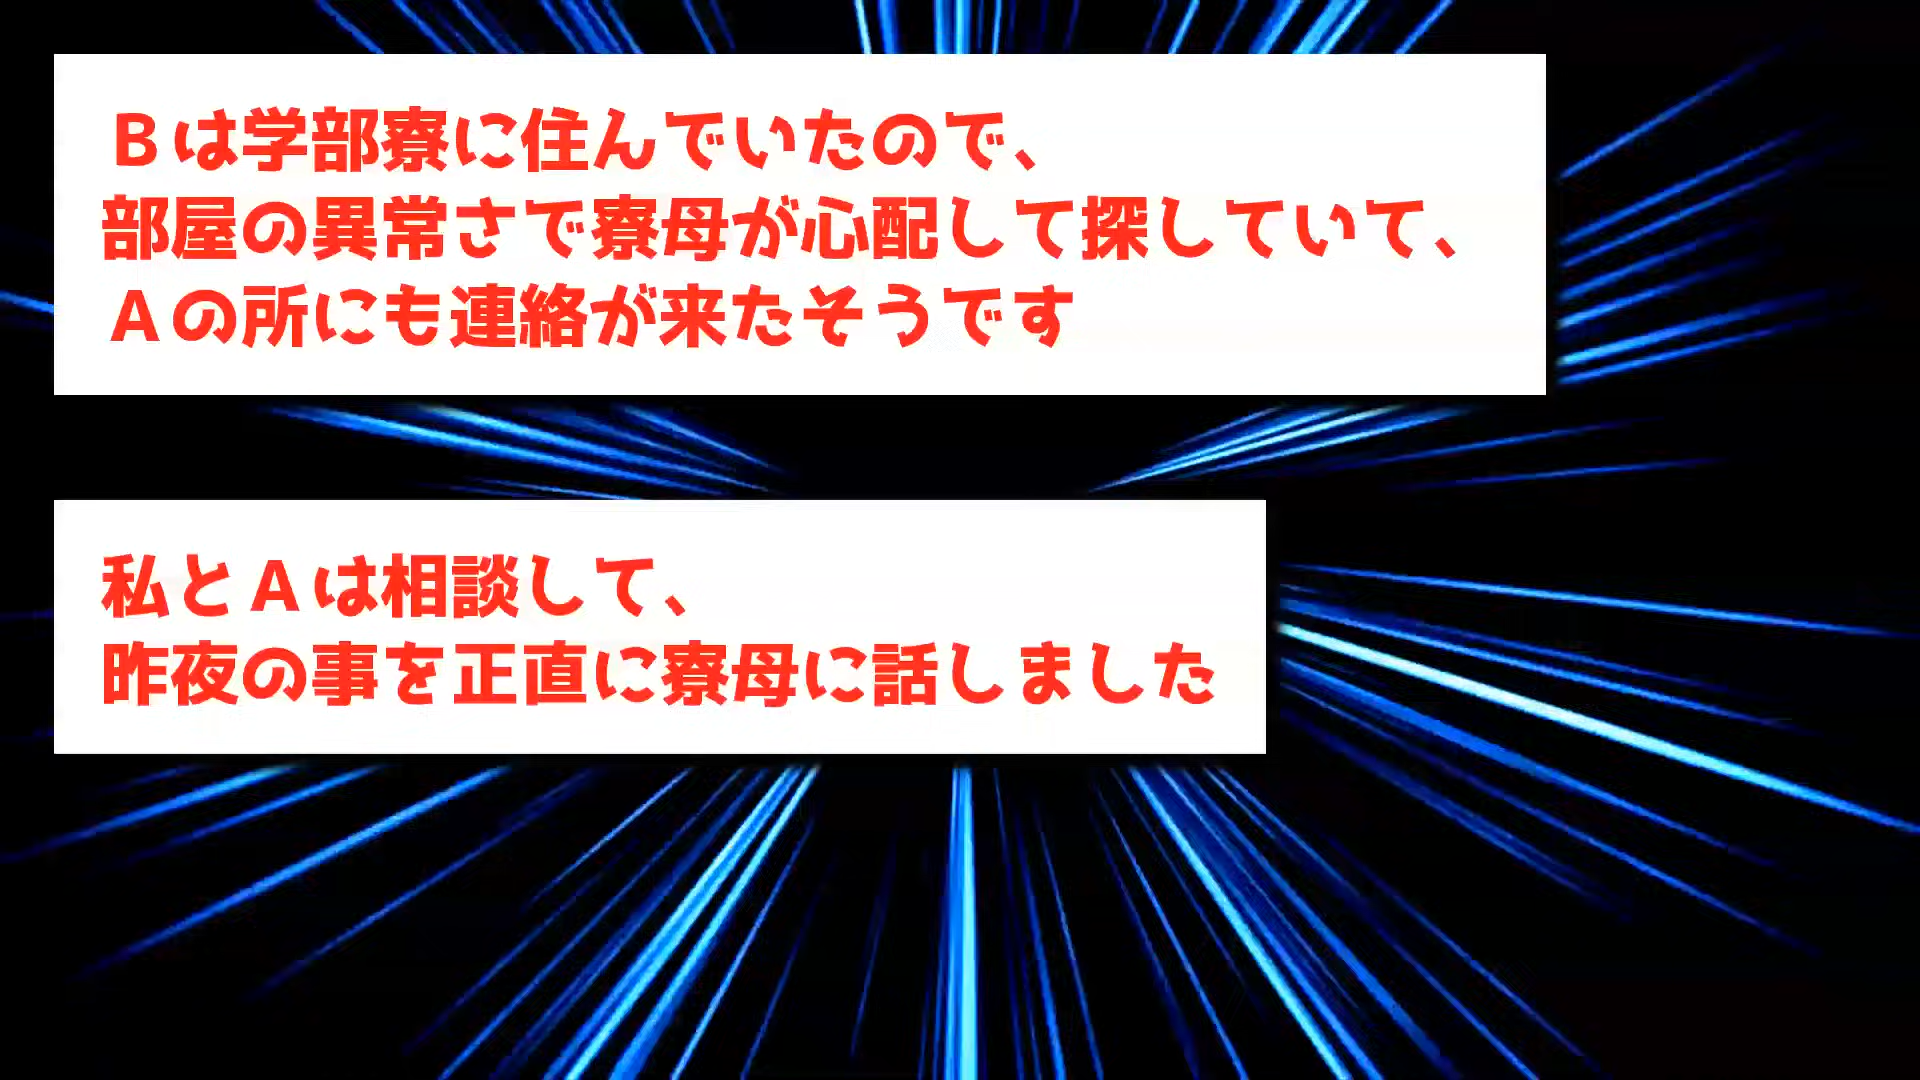 Ｂは学部寮に住んでいたので、
部屋の異常さで寮母が心配して探していて、
Ａの所にも連絡が来たそうです
私とＡは相談して、
昨夜の事を正直に寮母に話しました